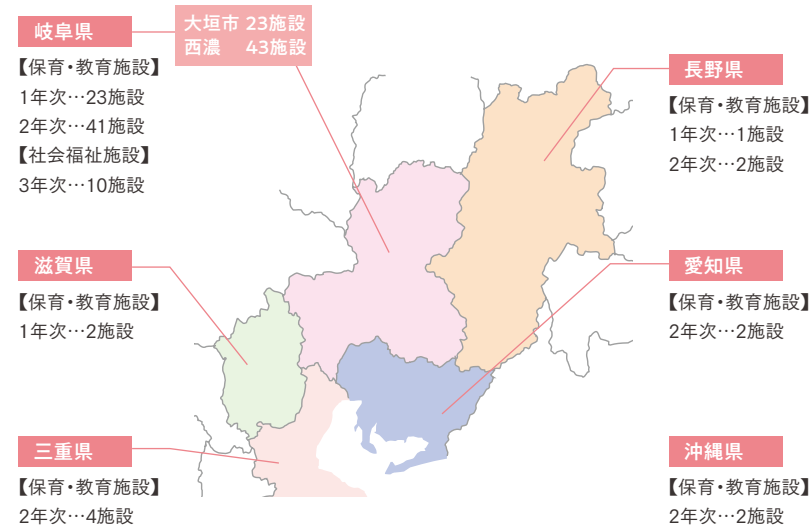 岐阜県
大垣市 23施設
西濃　 43施設
【保育・教育施設】
1年次…23施設
2年次…41施設
【社会福祉施設】
3年次…10施設
長野県
【保育・教育施設】
1年次…1施設
2年次…2施設
滋賀県
【保育・教育施設】
1年次…2施設
愛知県
【保育・教育施設】
2年次…2施設
三重県
【保育・教育施設】
2年次…4施設
沖縄県
【保育・教育施設】
2年次…2施設